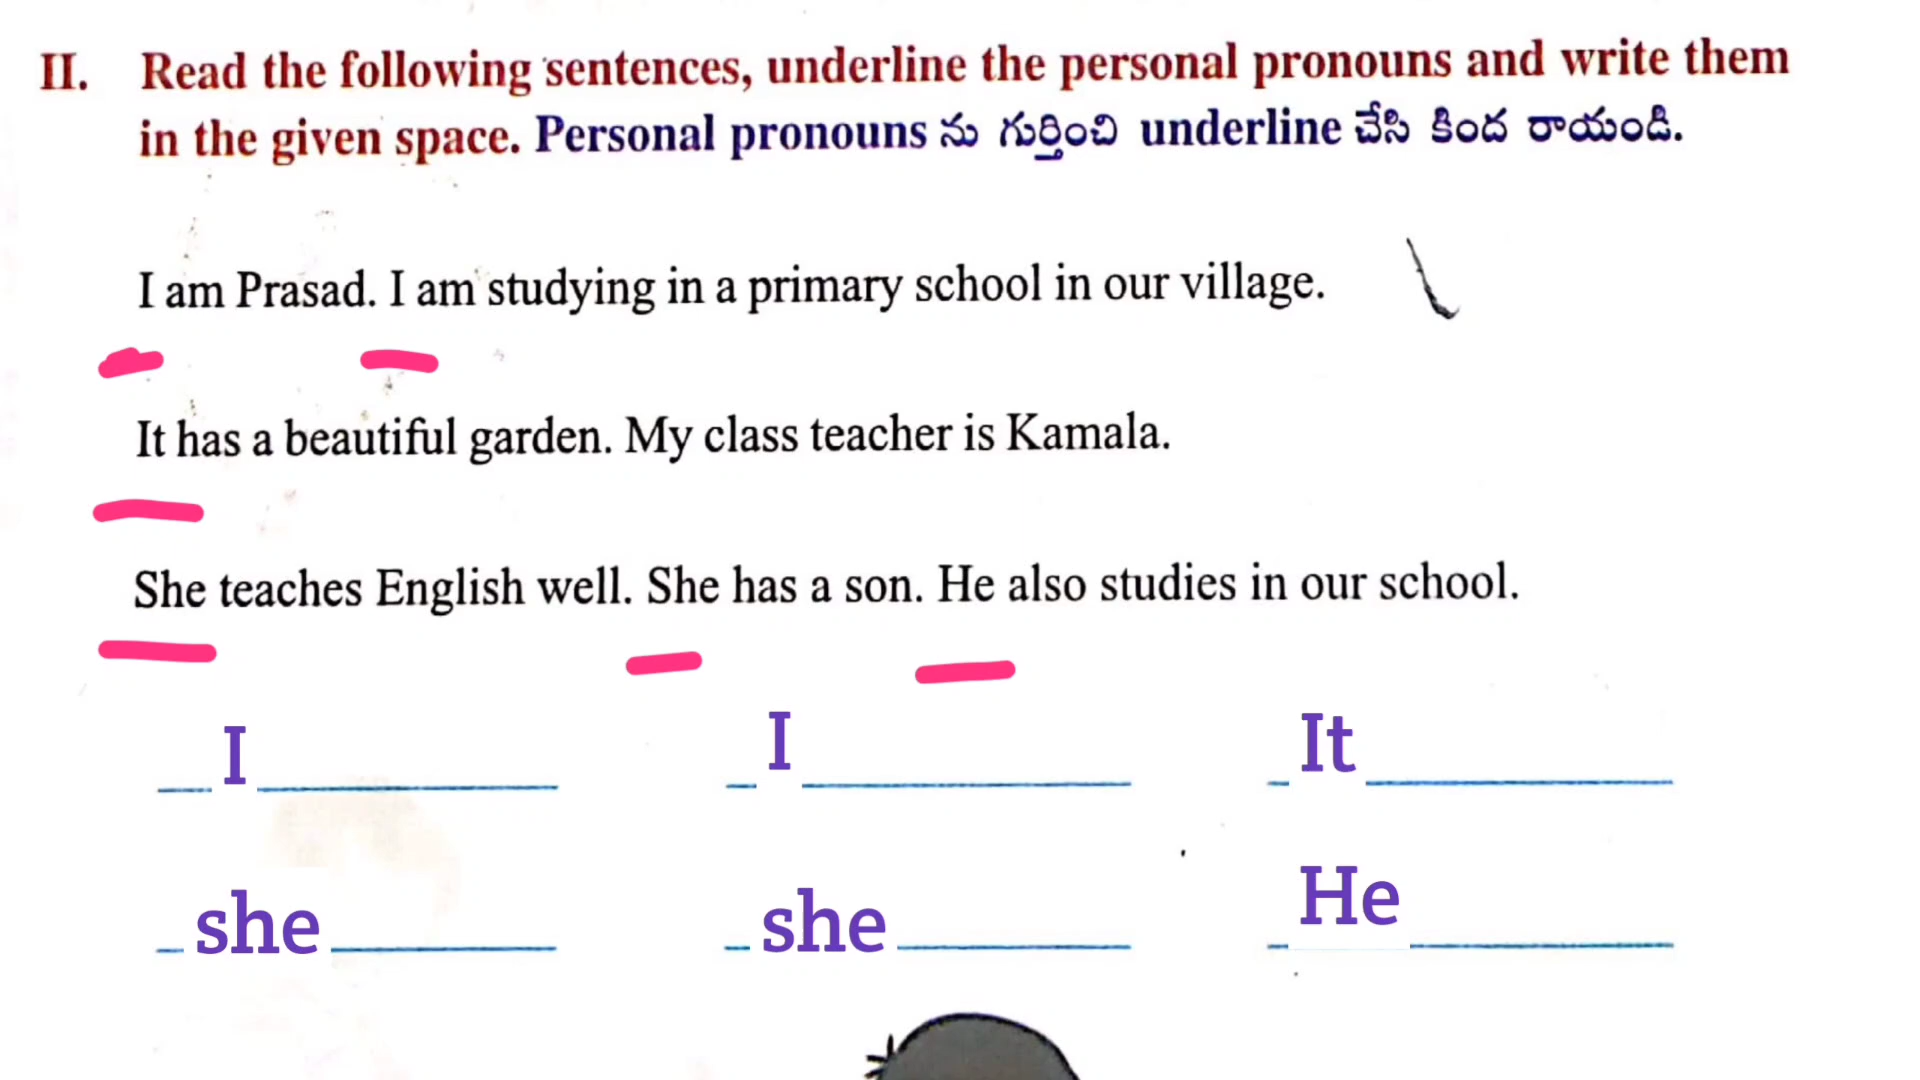 II. Read the following sentences, underline the personal pronouns and write them
in the given space. Personal pronouns ను గుర్తించి underline చేసి కింద రాయండి.
I am Prasad. I am studying in a primary school in our village.
It has a beautiful garden. My class teacher is Kamala.
She teaches English well. She has a son. He also studies in our school.
I I It
she she He